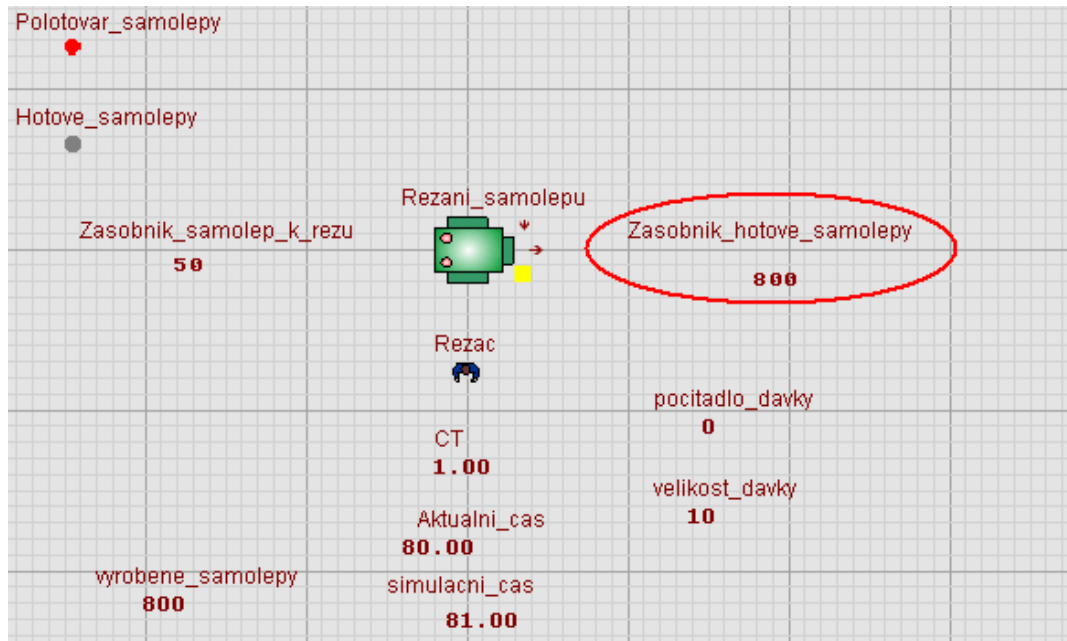 Polotovar_samolepy
Hotove_samolepy
Rezani_samolepu
Zasobnik_samolep_k_rezu
50
Zasobnik_hotove_samolepy
800
Rezac
pocitadlo_davky
0
CT
1.00
velikost_davky
10
Aktualni_cas
80.00
vyrobene_samolepy
800
simulacni_cas
81.00